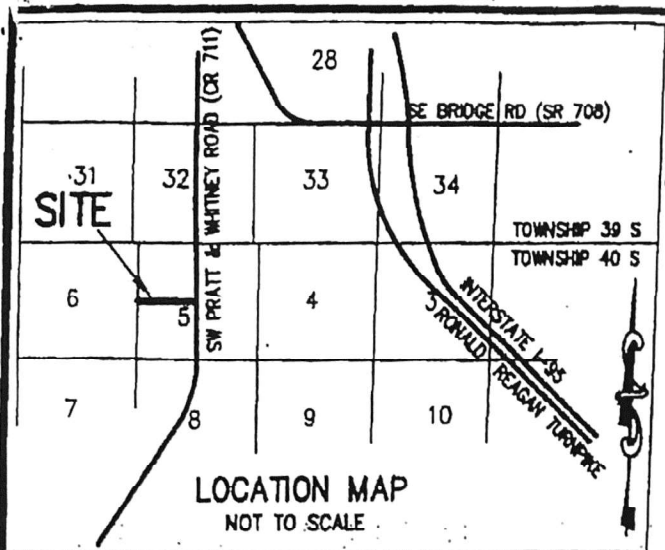 28
SE BRIDGE RD (SR 708)
SW PRATT & WHITNEY ROAD (CR 711)
31 32 33 34
SITE
TOWNSHIP 39 S
TOWNSHIP 40 S
6 5 4 3
INTERSTATE I-95
RONALD REAGAN TURNPIKE
7 8 9 10
LOCATION MAP
NOT TO SCALE